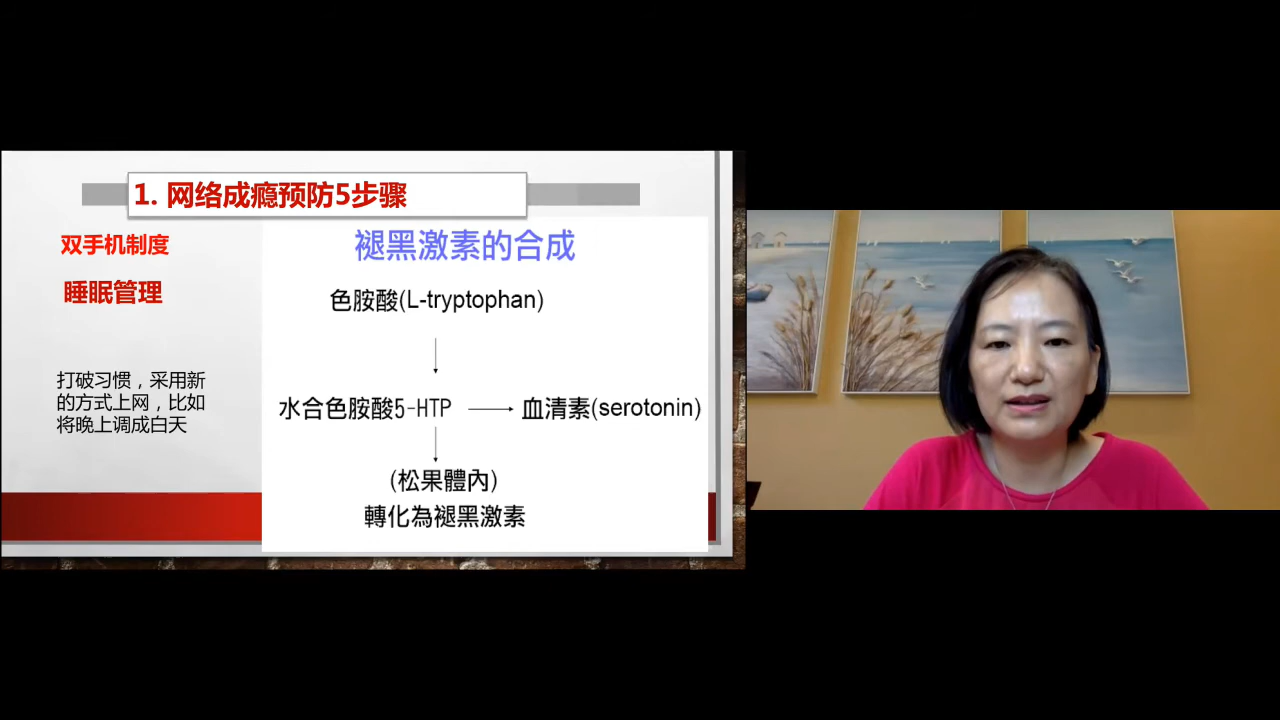 1. 网络成瘾预防5步骤
双手机制度
睡眠管理
打破习惯，采用新
的方式上网，比如
将晚上调成白天
褪黑激素的合成
色胺酸(L-tryptophan)
水合色胺酸5-HTP
血清素(serotonin)
(松果體內)
轉化為褪黑激素